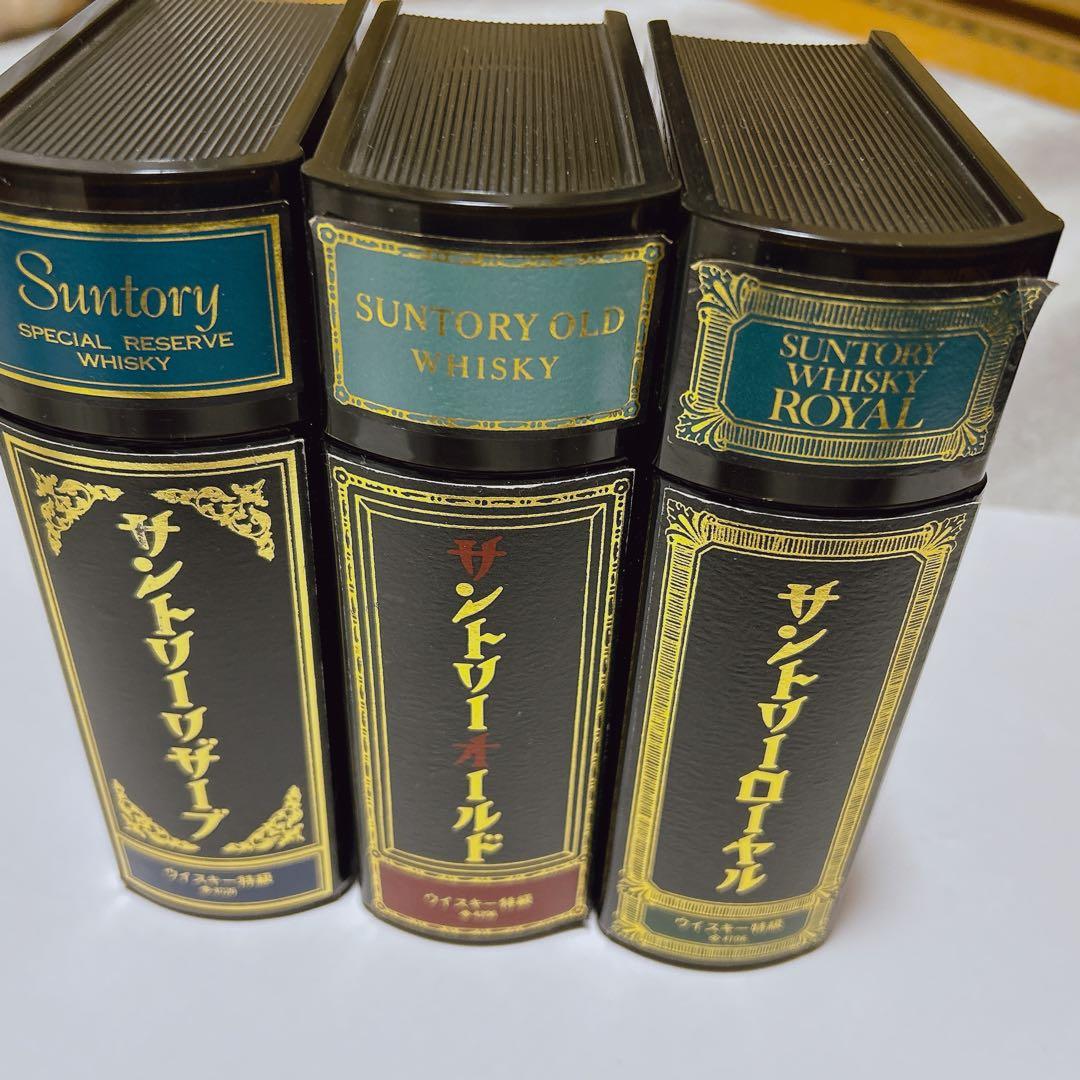 Suntory
SPECIAL RESERVE
WHISKY
サントリーリザーブ
ウイスキー特級
SUNTORY OLD
WHISKY
サントリーオールド
ウイスキー特級
SUNTORY
WHISKY
ROYAL
サントリーローヤル
ウイスキー特級